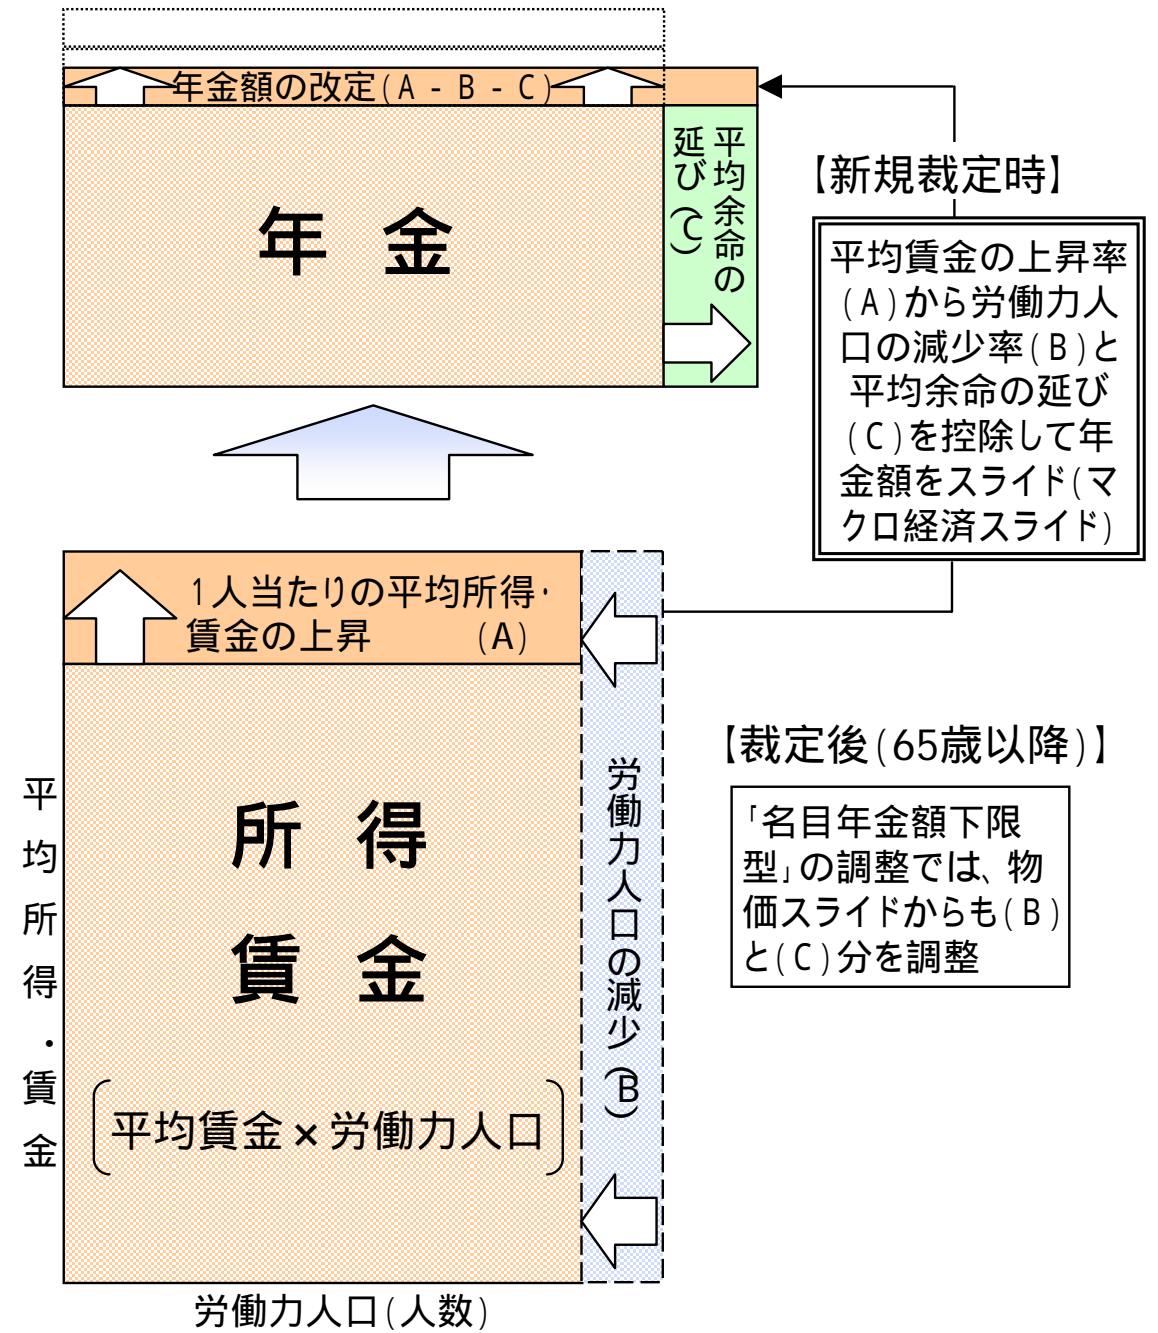 年金額の改定(A - B - C)
年 金
平均余命の
延び(C)
【新規裁定時】
平均賃金の上昇率
(A)から労働力人
口の減少率(B)と
平均余命の延び
(C)を控除して年
金額をスライド(マ
クロ経済スライド)
1人当たりの平均所得・
賃金の上昇 (A)
所 得
賃 金
平均賃金×労働力人口
労働力人口の減少(B)
平均所得・賃金
労働力人口(人数)
【裁定後(65歳以降)】
「名目年金額下限
型」の調整では、物
価スライドからも(B)
と(C)分を調整